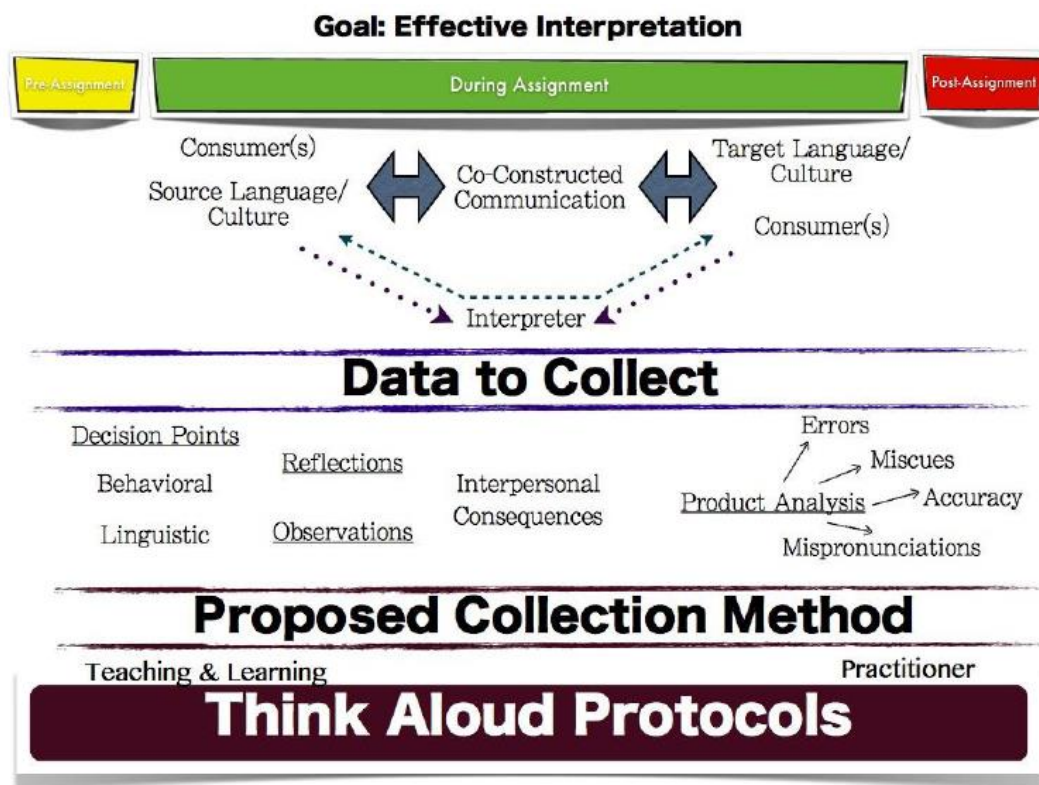 Goal: Effective Interpretation
Pre-Assignment
During Assignment
Post-Assignment
Consumer(s)
Source Language/
Culture
Co-Constructed
Communication
Target Language/
Culture
Consumer(s)
Interpreter
Data to Collect
Decision Points
Behavioral
Linguistic
Reflections
Observations
Interpersonal
Consequences
Product Analysis
Errors
Miscues
Accuracy
Mispronunciations
Proposed Collection Method
Teaching & Learning
Practitioner
Think Aloud Protocols